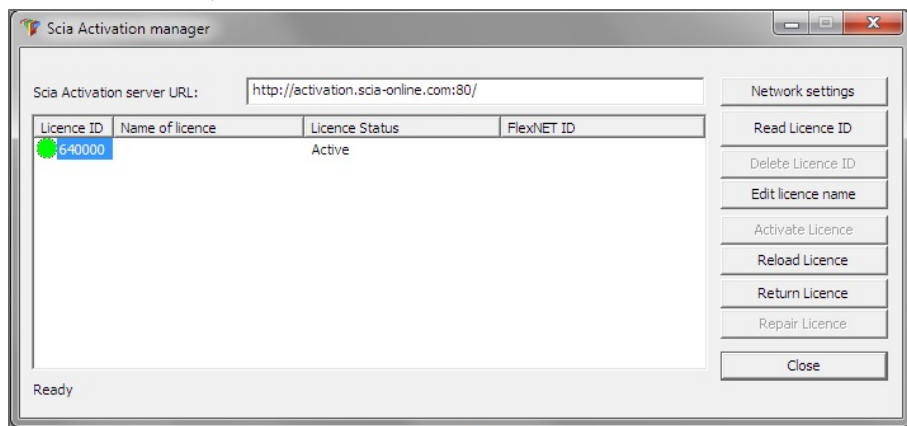 Scia Activation manager
Scia Activation server URL: http://activation.scia-online.com:80/
Network settings
Licence ID Name of licence Licence Status FlexNET ID
Read Licence ID
640000 Active
Delete Licence ID
Edit licence name
Activate Licence
Reload Licence
Return Licence
Repair Licence
Close
Ready